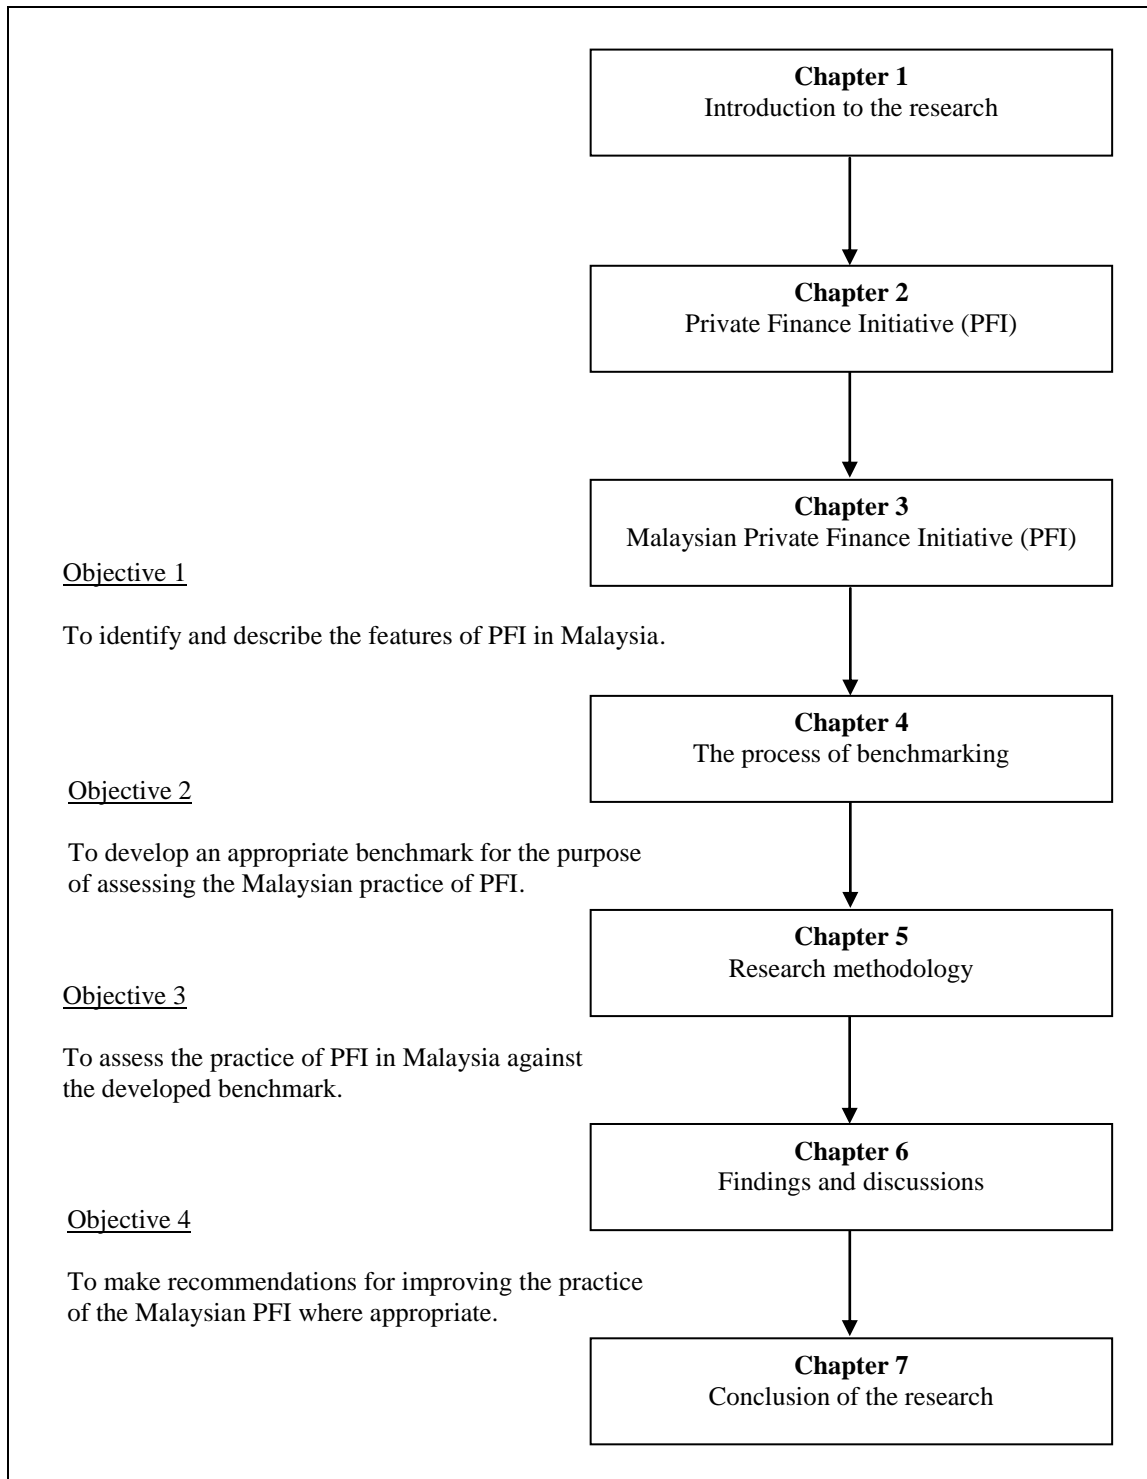 Chapter 1
Introduction to the research
Chapter 2
Private Finance Initiative (PFI)
Chapter 3
Malaysian Private Finance Initiative (PFI)
Objective 1
To identify and describe the features of PFI in Malaysia.
Chapter 4
The process of benchmarking
Objective 2
To develop an appropriate benchmark for the purpose
of assessing the Malaysian practice of PFI.
Chapter 5
Research methodology
Objective 3
To assess the practice of PFI in Malaysia against
the developed benchmark.
Chapter 6
Findings and discussions
Objective 4
To make recommendations for improving the practice
of the Malaysian PFI where appropriate.
Chapter 7
Conclusion of the research